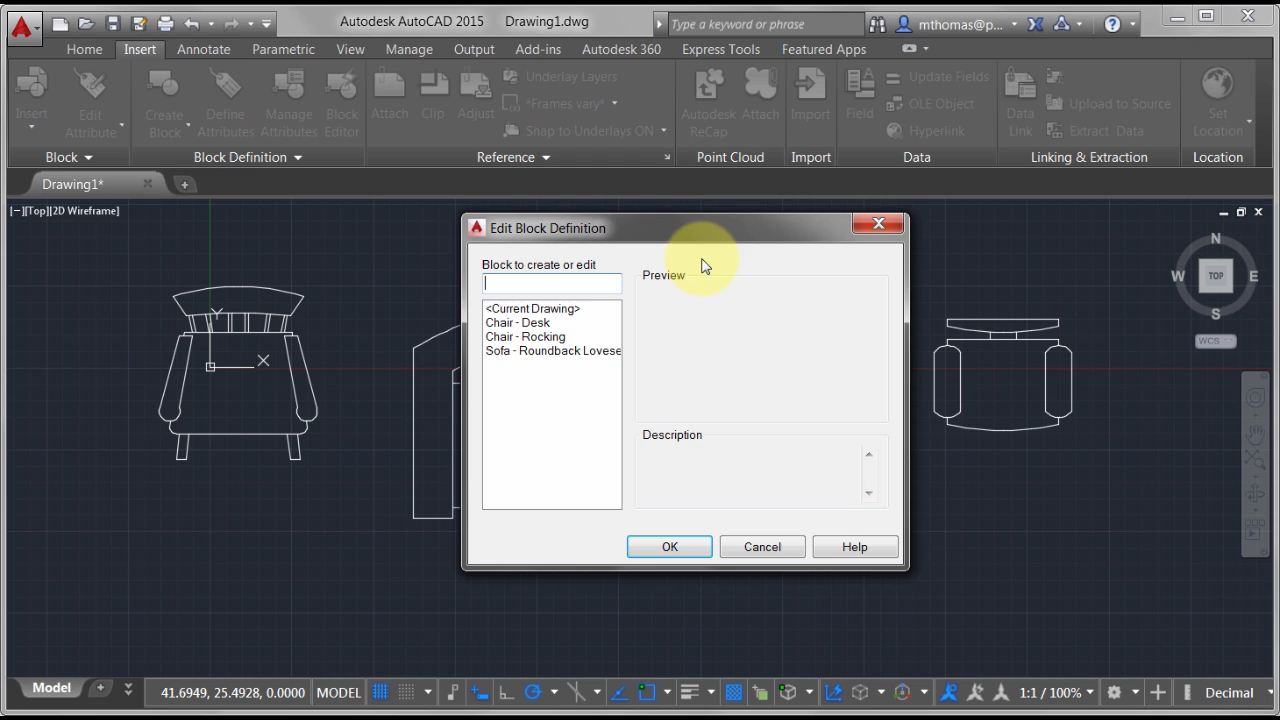 Autodesk AutoCAD 2015 Drawing1.dwg
Type a keyword or phrase
mthomas@p...
Home Insert Annotate Parametric View Manage Output Add-ins Autodesk 360 Express Tools Featured Apps
Insert
Edit
Attribute
Create
Block
Define
Attributes
Manage
Attributes
Block
Editor
Attach
Clip
Adjust
Underlay Layers
*Frames vary*
Snap to Underlays ON
Autodesk
ReCap
Attach
Import
Field
Update Fields
OLE Object
Hyperlink
Data
Link
Upload to Source
Extract Data
Set
Location
Block Block Definition Reference Point Cloud Import Data Linking & Extraction Location
Drawing1*
[−][Top][2D Wireframe]
Edit Block Definition
Block to create or edit
<Current Drawing>
Chair - Desk
Chair - Rocking
Sofa - Roundback Lovese
Preview
Description
OK Cancel Help
Y
X
N
W TOP E
S
WCS
Model
41.6949, 25.4928, 0.0000 MODEL
1:1 / 100%
Decimal